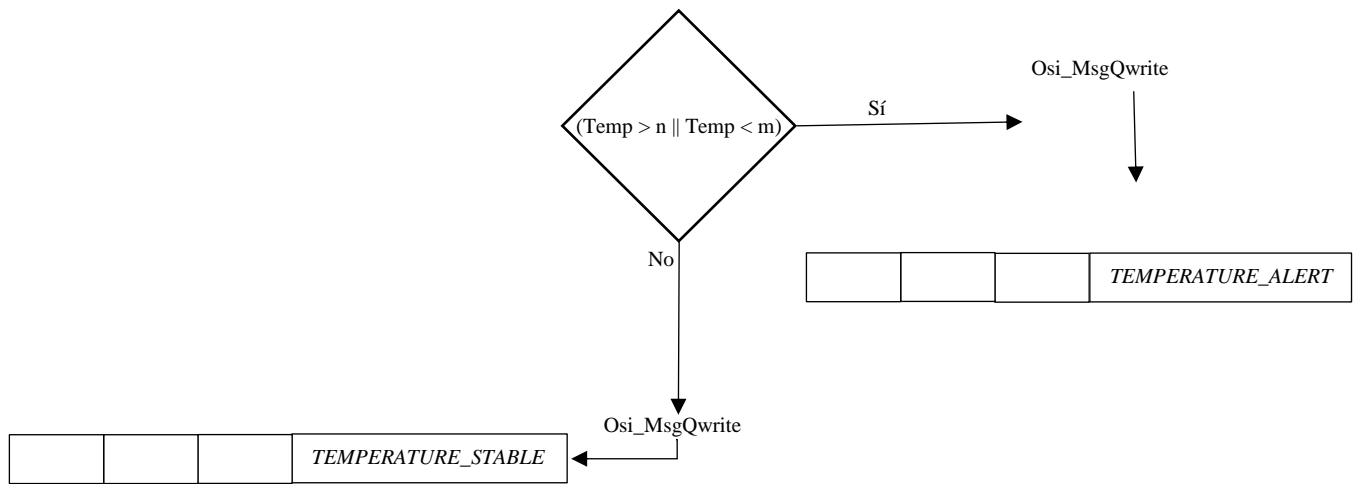 Osi_MsgQwrite
Sí
(Temp > n || Temp < m)
No
TEMPERATURE_ALERT
Osi_MsgQwrite
TEMPERATURE_STABLE